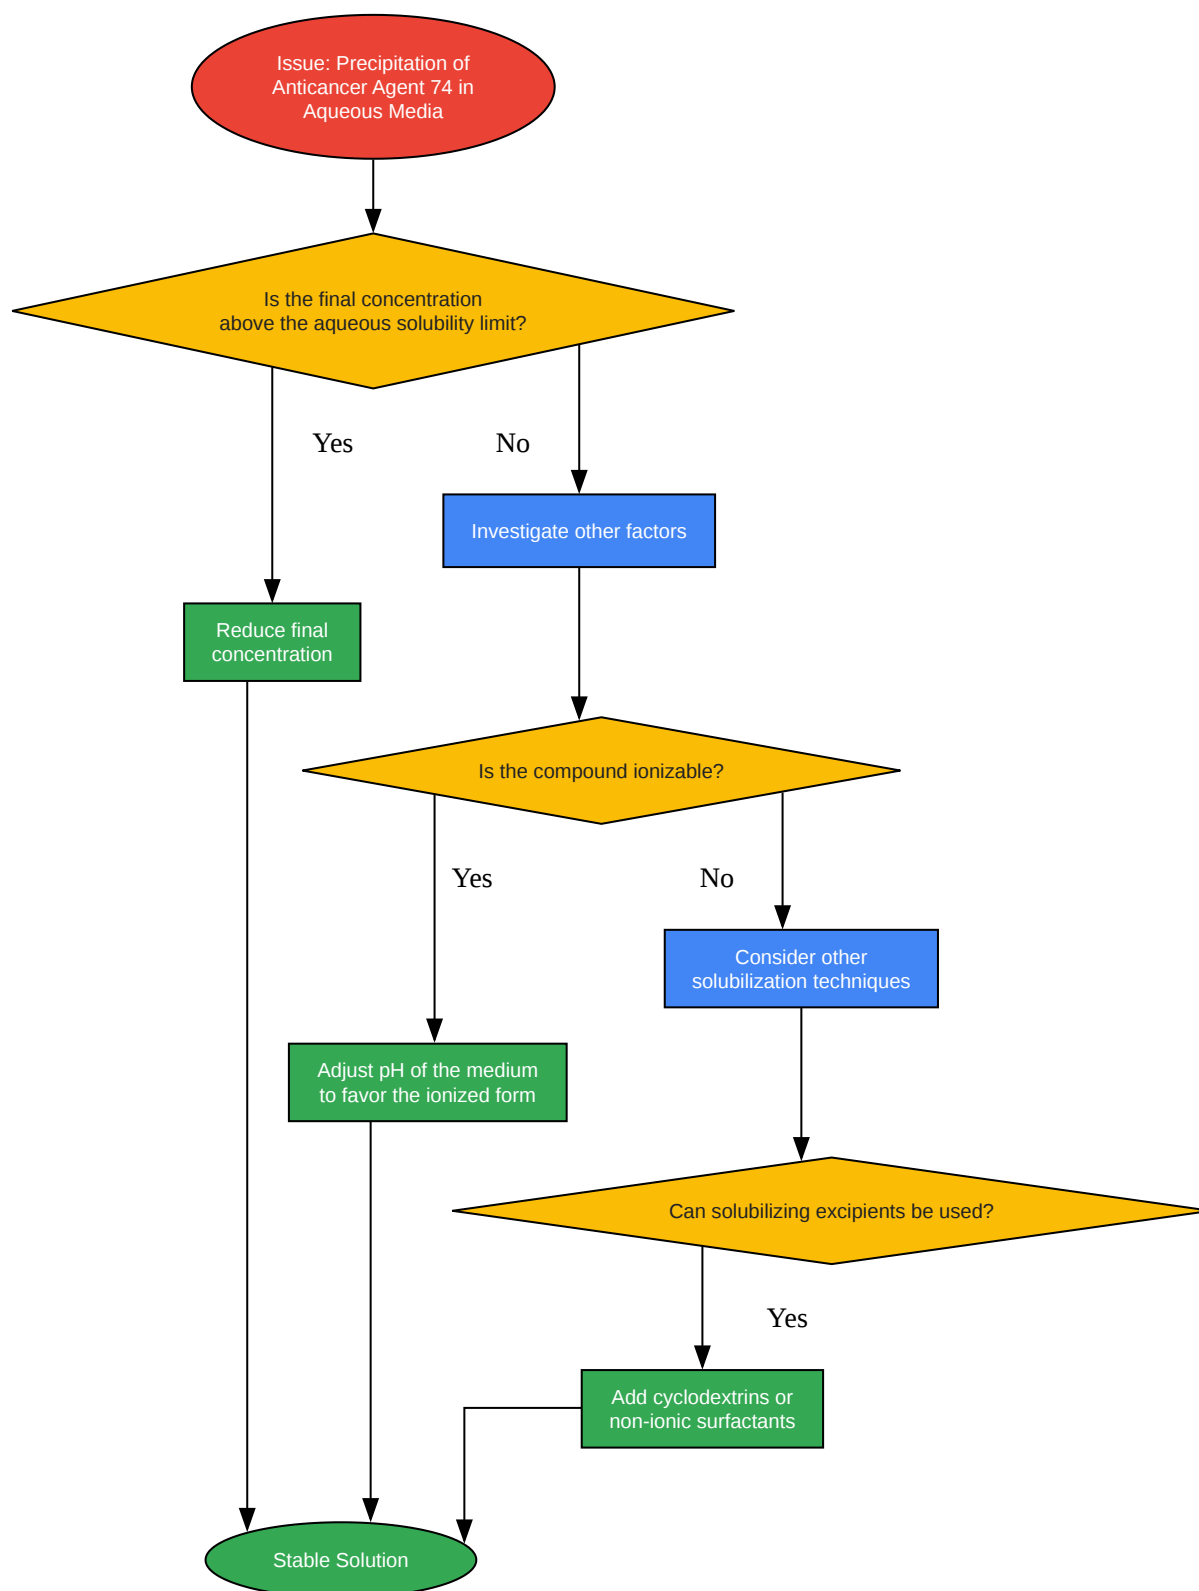 Issue: Precipitation of
Anticancer Agent 74 in
Aqueous Media
Is the final concentration
above the aqueous solubility limit?
Yes
No
Investigate other factors
Reduce final
concentration
Is the compound ionizable?
Yes
No
Consider other
solubilization techniques
Adjust pH of the medium
to favor the ionized form
Can solubilizing excipients be used?
Yes
Add cyclodextrins or
non-ionic surfactants
Stable Solution